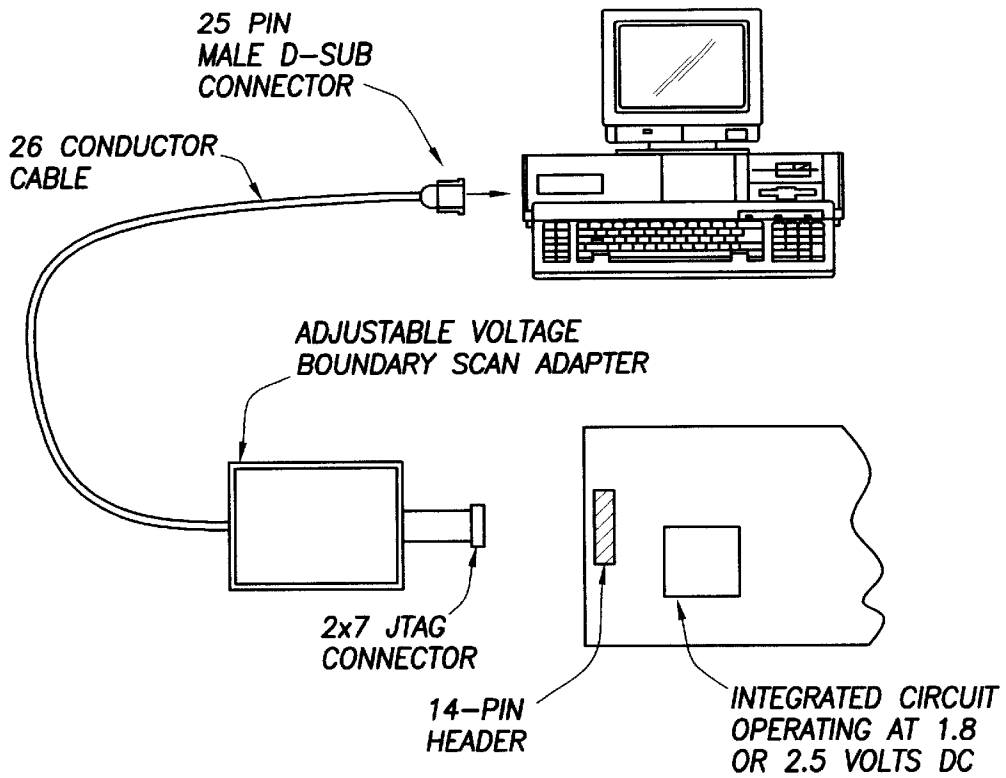 25 PIN
MALE D-SUB
CONNECTOR
26 CONDUCTOR
CABLE
ADJUSTABLE VOLTAGE
BOUNDARY SCAN ADAPTER
2x7 JTAG
CONNECTOR
14-PIN
HEADER
INTEGRATED CIRCUIT
OPERATING AT 1.8
OR 2.5 VOLTS DC